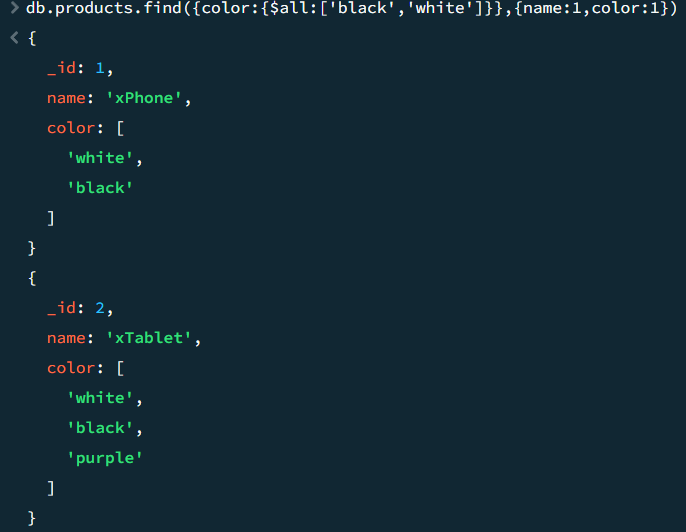 > db.products.find({color:{$all:['black','white']}},{name:1,color:1})
< {
_id: 1,
name: 'xPhone',
color: [
'white',
'black'
]
}
{
_id: 2,
name: 'xTablet',
color: [
'white',
'black',
'purple'
]
}